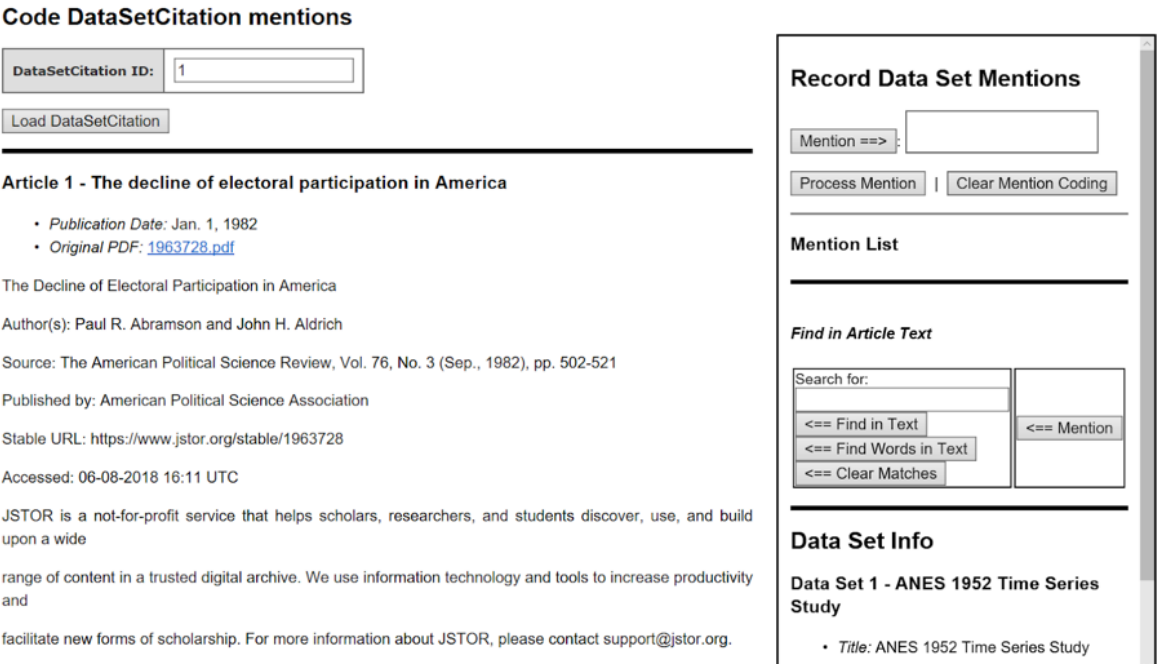 Code DataSetCitation mentions
DataSetCitation ID:
1
Load DataSetCitation
Article 1 - The decline of electoral participation in America
• Publication Date: Jan. 1, 1982
• Original PDF: 1963728.pdf
The Decline of Electoral Participation in America
Author(s): Paul R. Abramson and John H. Aldrich
Source: The American Political Science Review, Vol. 76, No. 3 (Sep., 1982), pp. 502-521
Published by: American Political Science Association
Stable URL: https://www.jstor.org/stable/1963728
Accessed: 06-08-2018 16:11 UTC
JSTOR is a not-for-profit service that helps scholars, researchers, and students discover, use, and build
upon a wide
range of content in a trusted digital archive. We use information technology and tools to increase productivity
and
facilitate new forms of scholarship. For more information about JSTOR, please contact support@jstor.org.
Record Data Set Mentions
Mention ==> :
Process Mention | Clear Mention Coding
Mention List
Find in Article Text
Search for:
<== Find in Text
<== Find Words in Text
<== Clear Matches
<== Mention
Data Set Info
Data Set 1 - ANES 1952 Time Series
Study
• Title: ANES 1952 Time Series Study